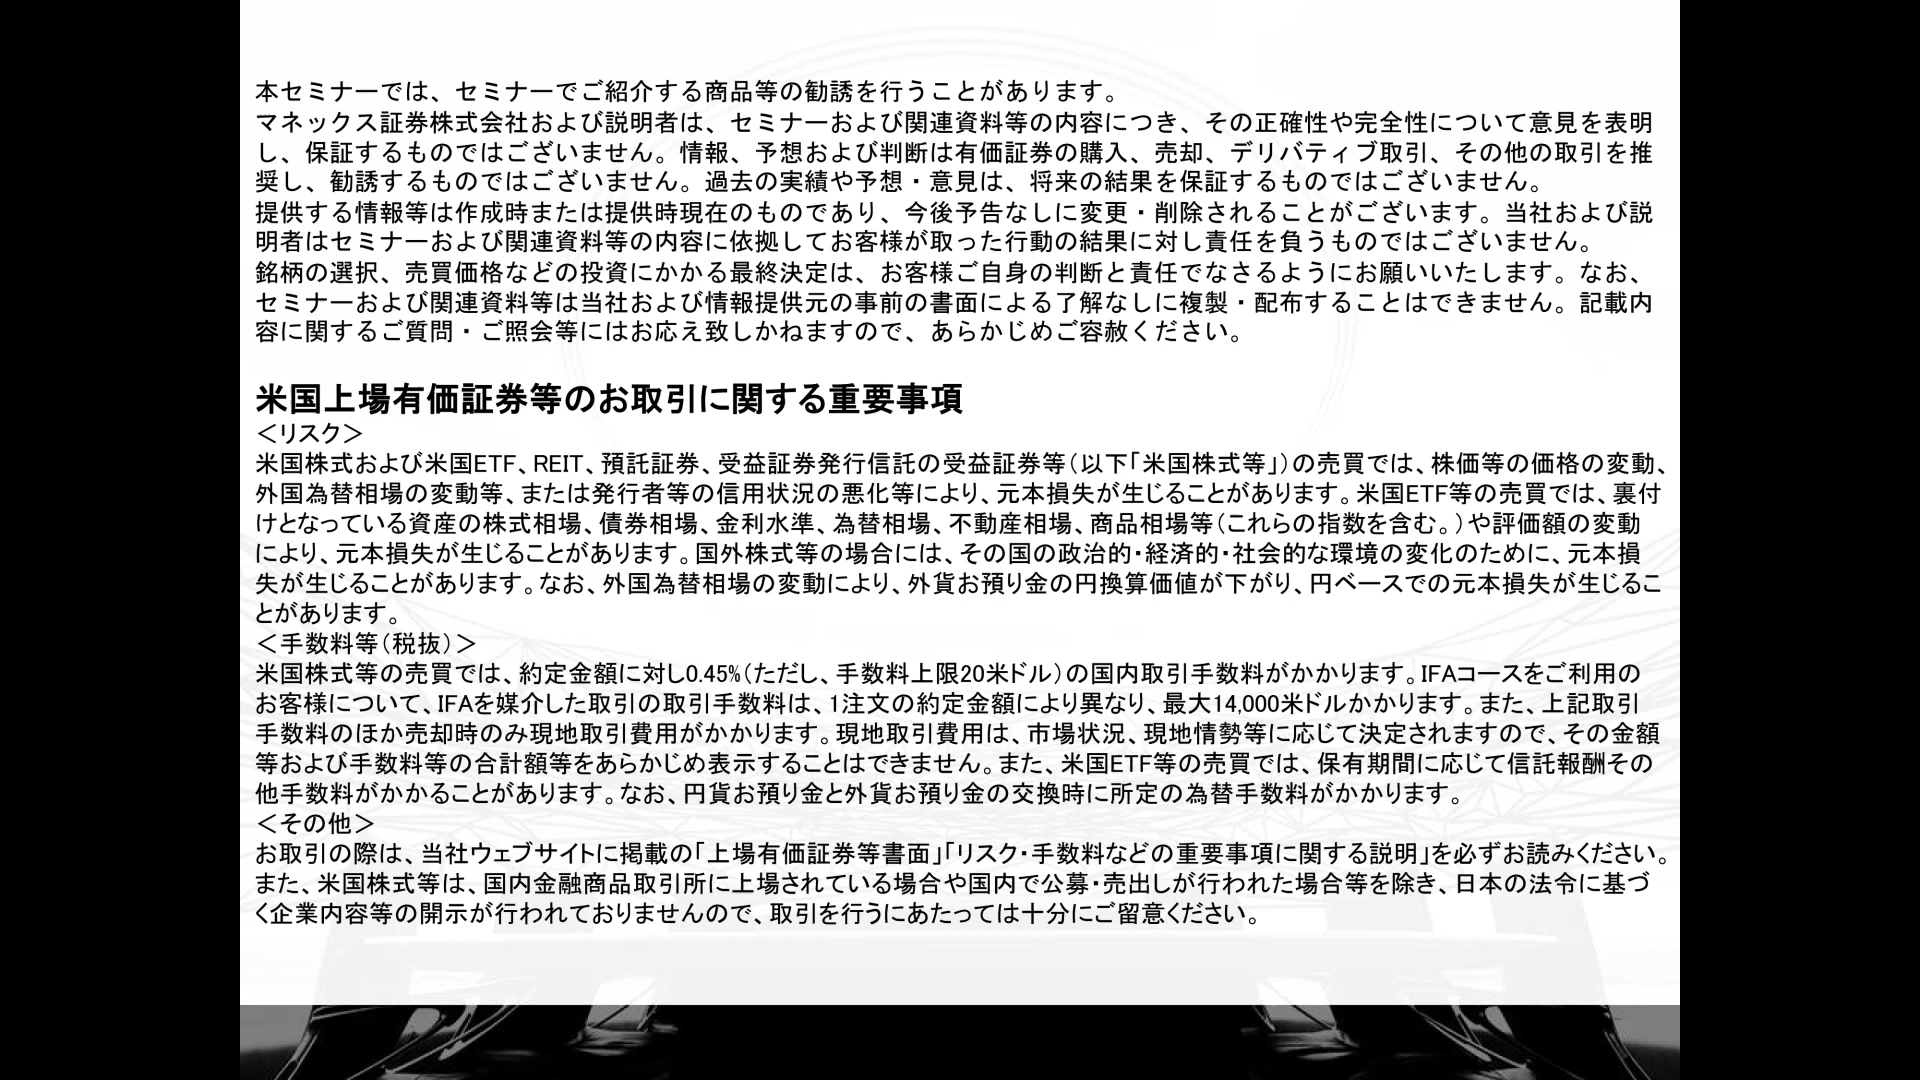 本セミナーでは、セミナーでご紹介する商品等の勧誘を行うことがあります。
マネックス証券株式会社および説明者は、セミナーおよび関連資料等の内容につき、その正確性や完全性について意見を表明
し、保証するものではございません。情報、予想および判断は有価証券の購入、売却、デリバティブ取引、その他の取引を推
奨し、勧誘するものではございません。過去の実績や予想・意見は、将来の結果を保証するものではございません。
提供する情報等は作成時または提供時現在のものであり、今後予告なしに変更・削除されることがございます。当社および説
明者はセミナーおよび関連資料等の内容に依拠してお客様が取った行動の結果に対し責任を負うものではございません。
銘柄の選択、売買価格などの投資にかかる最終決定は、お客様ご自身の判断と責任でなさるようにお願いいたします。なお、
セミナーおよび関連資料等は当社および情報提供元の事前の書面による了解なしに複製・配布することはできません。記載内
容に関するご質問・ご照会等にはお応え致しかねますので、あらかじめご容赦ください。
米国上場有価証券等のお取引に関する重要事項
＜リスク＞
米国株式および米国ETF、REIT、預託証券、受益証券発行信託の受益証券等（以下「米国株式等」）の売買では、株価等の価格の変動、
外国為替相場の変動等、または発行者等の信用状況の悪化等により、元本損失が生じることがあります。米国ETF等の売買では、裏付
けとなっている資産の株式相場、債券相場、金利水準、為替相場、不動産相場、商品相場等（これらの指数を含む。）や評価額の変動
により、元本損失が生じることがあります。国外株式等の場合には、その国の政治的・経済的・社会的な環境の変化のために、元本損
失が生じることがあります。なお、外国為替相場の変動により、外貨お預り金の円換算価値が下がり、円ベースでの元本損失が生じるこ
とがあります。
＜手数料等（税抜）＞
米国株式等の売買では、約定金額に対し0.45%（ただし、手数料上限20米ドル）の国内取引手数料がかかります。IFAコースをご利用の
お客様について、IFAを媒介した取引の取引手数料は、1注文の約定金額により異なり、最大14,000米ドルかかります。また、上記取引
手数料のほか売却時のみ現地取引費用がかかります。現地取引費用は、市場状況、現地情勢等に応じて決定されますので、その金額
等および手数料等の合計額等をあらかじめ表示することはできません。また、米国ETF等の売買では、保有期間に応じて信託報酬その
他手数料がかかることがあります。なお、円貨お預り金と外貨お預り金の交換時に所定の為替手数料がかかります。
＜その他＞
お取引の際は、当社ウェブサイトに掲載の「上場有価証券等書面」「リスク・手数料などの重要事項に関する説明」を必ずお読みください。
また、米国株式等は、国内金融商品取引所に上場されている場合や国内で公募・売出しが行われた場合等を除き、日本の法令に基づ
く企業内容等の開示が行われておりませんので、取引を行うにあたっては十分にご留意ください。